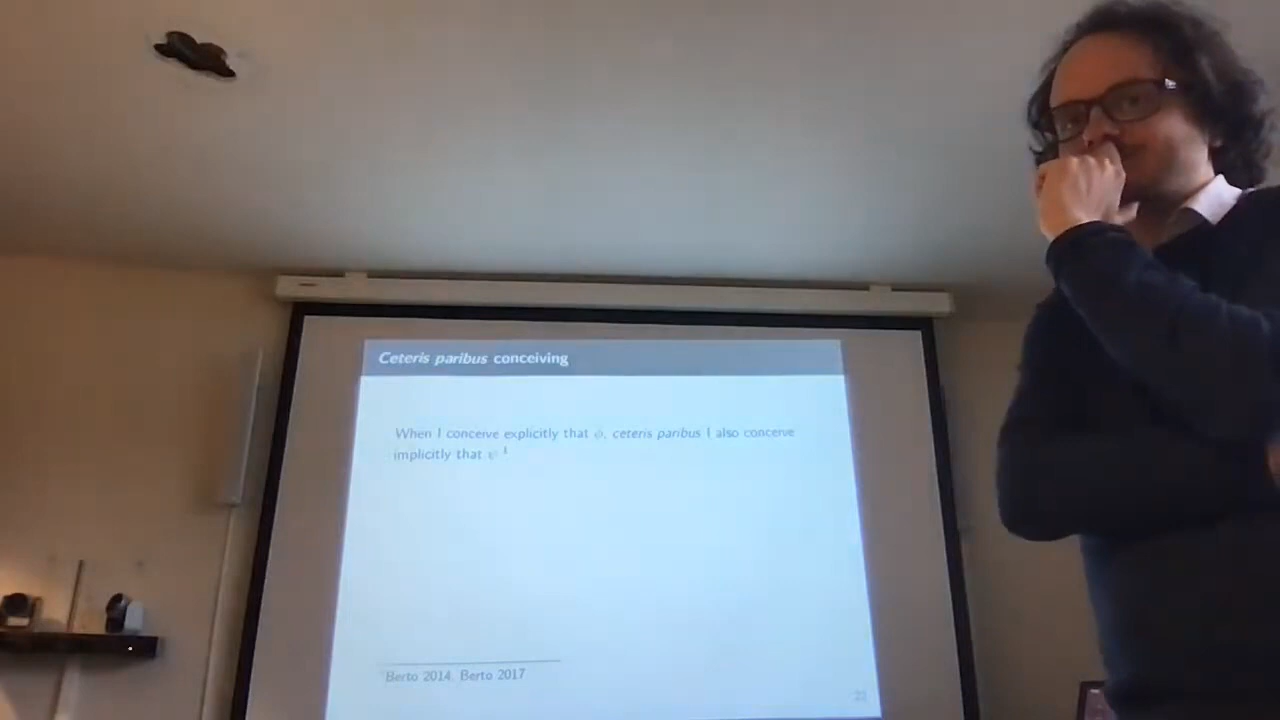 Ceteris paribus conceiving
When I conceive explicitly that φ, ceteris paribus I also conceive
implicitly that ψ 1
Berto 2014, Berto 2017